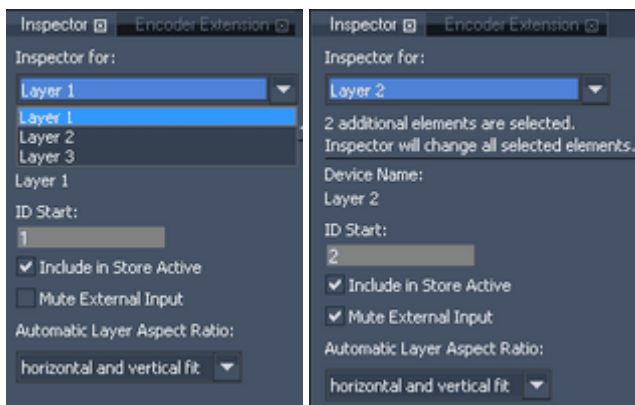 Inspector
Encoder Extension
Inspector for:
Layer 1
Layer 1
Layer 2
Layer 3
Layer 1
ID Start:
1
Include in Store Active
Mute External Input
Automatic Layer Aspect Ratio:
horizontal and vertical fit
Inspector
Encoder Extension
Inspector for:
Layer 2
2 additional elements are selected.
Inspector will change all selected elements.
Device Name:
Layer 2
ID Start:
2
Include in Store Active
Mute External Input
Automatic Layer Aspect Ratio:
horizontal and vertical fit